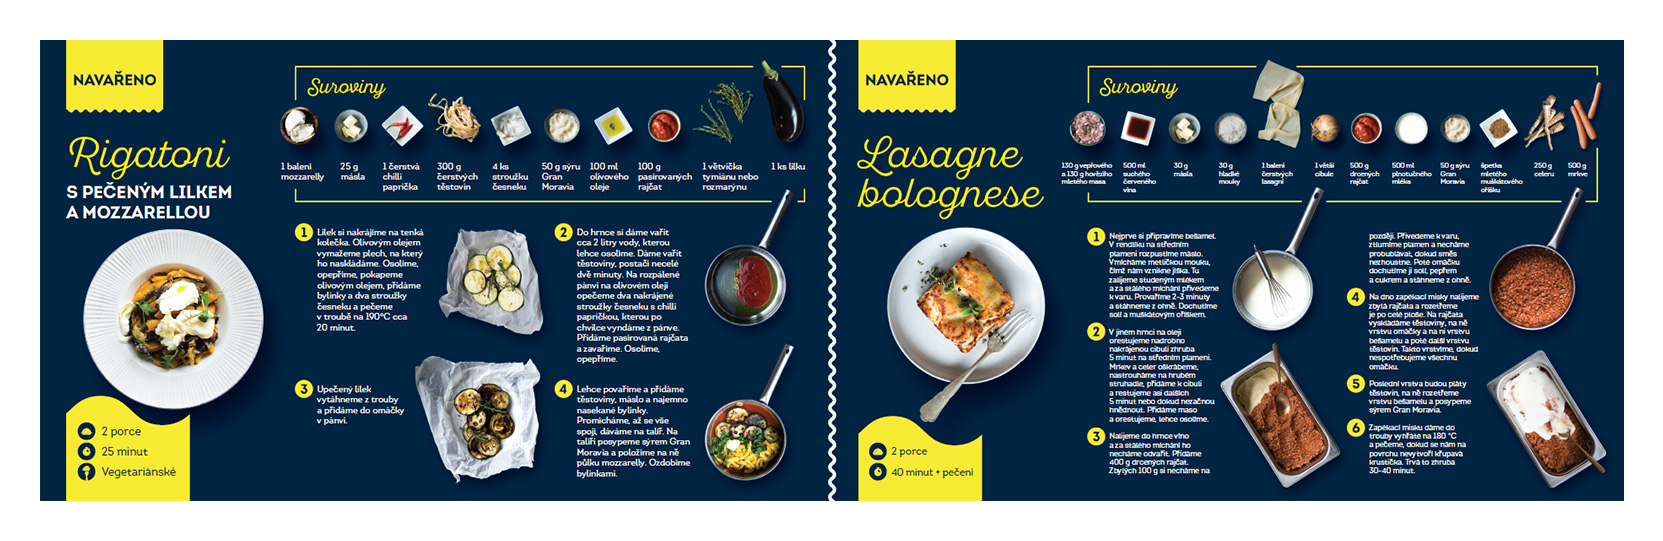 NAVAŘENO
Rigatoni
S PEČENÝM LILKEM
A MOZZARELLOU
2 porce
25 minut
Vegetariánské
Suroviny
1 balení
mozzarelly
25 g
másla
1 čerstvá
chilli
paprička
300 g
čerstvých
těstovin
4 ks
stroužku
česneku
50 g sýru
Gran
Moravia
100 ml
olivového
oleje
100 g
pasírovaných
rajčat
1 větvička
tymiánu nebo
rozmarýnu
1 ks lilku
1
Lilek si nakrájíme na tenká
kolečka. Olivovým olejem
vymažeme plech, na který
ho naskládáme. Osolíme,
opepříme, pokapeme
olivovým olejem, přidáme
bylinky a dva stroužky
česneku a pečeme
v troubě na 190°C cca
20 minut.
2
Do hrnce si dáme vařit
cca 2 litry vody, kterou
lehce osolíme. Dáme vařit
těstoviny, postačí necelé
dvě minuty. Na rozpálené
pánvi na olivovém oleji
opečeme dva nakrájené
stroužky česneku s chilli
papričkou, kterou po
chvilce vyndáme z pánve.
Přidáme pasírovaná rajčata
a zavaříme. Osolíme,
opepříme.
3
Upečený lilek
vytáhneme z trouby
a přidáme do omáčky
v pánvi.
4
Lehce povaříme a přidáme
těstoviny, máslo a najemno
nasekané bylinky.
Promícháme, až se vše
spojí, dáváme na talíř. Na
talíři posypeme sýrem Gran
Moravia a položíme na ně
půlku mozzarelly. Ozdobíme
bylinkami.
NAVAŘENO
Lasagne
bolognese
2 porce
40 minut + pečení
Suroviny
130 g vepřového
a 130 g hovězího
mletého masa
500 ml
suchého
červeného
vína
30 g
másla
30 g
hladké
mouky
1 balení
čerstvých
lasagní
1 větší
cibule
500 g
drcených
rajčat
500 ml
plnotučného
mléka
50 g sýru
Gran
Moravia
špetka
mletého
muškátového
oříšku
250 g
celeru
500 g
mrkve
1
Nejprve si připravíme bešamel.
V rendlíku na středním
plameni rozpustíme máslo.
Vmícháme metličkou mouku,
čímž nám vznikne jíška. Tu
zalijeme studeným mlékem
a za stálého míchání přivedeme
k varu. Provaříme 2-3 minuty
a stáhneme z ohně. Dochutíme
solí a muškátovým oříškem.
2
V jiném hrnci na oleji
orestujeme nadrobno
nakrájenou cibuli zhruba
5 minut na středním plameni.
Mrkev a celer oškrábeme,
nastrouháme na hrubém
struhadle, přidáme k cibuli
a restujeme asi dalších
5 minut nebo dokud nezačnou
hnědnout. Přidáme maso
a orestujeme, lehce osolíme.
3
Nalijeme do hrnce víno
a za stálého míchání ho
necháme odvařit. Přidáme
400 g drcených rajčat.
Zbylých 100 g si necháme na
později. Přivedeme k varu,
ztlumíme plamen a necháme
probublávat, dokud směs
nezhoustne. Poté omáčku
dochutíme ji solí, pepřem
a cukrem a stáhneme z ohně.
4
Na dno zapékací misky nalijeme
zbylá rajčata a rozetřeme
je po celé ploše. Na rajčata
vyskládáme těstoviny, na ně
vrstvu omáčky a na ni vrstvu
bešamelu a poté další vrstvu
těstovin. Takto vrstvíme, dokud
nespotřebujeme všechnu
omáčku.
5
Poslední vrstva budou pláty
těstovin, na ně rozetřeme
vrstvu bešamelu a posypeme
sýrem Gran Moravia.
6
Zapékací misku dáme do
trouby vyhřáté na 180 °C
a pečeme, dokud se nám na
povrchu nevytvoří křupavá
krustička. Trvá to zhruba
30-40 minut.